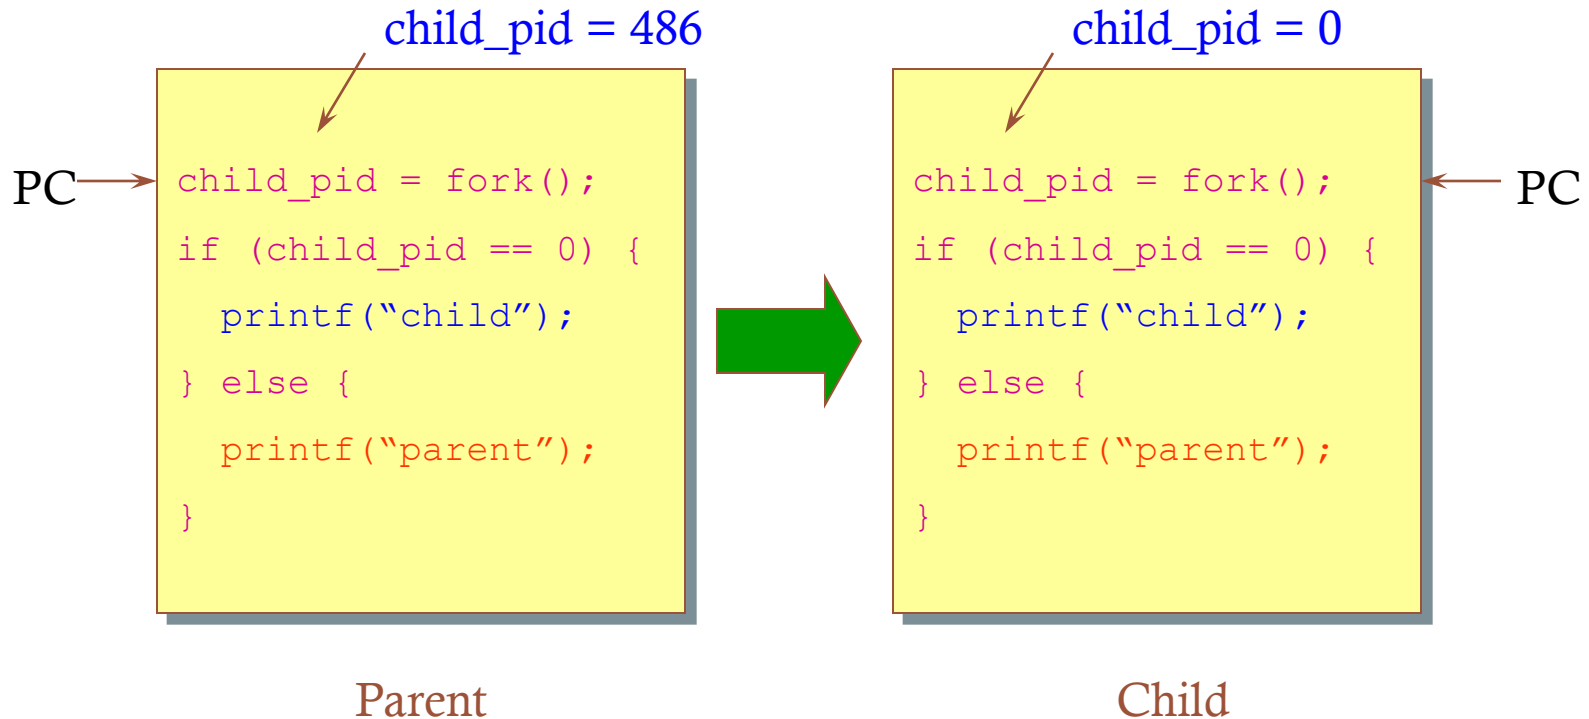 child_pid = 486
PC
child_pid = fork();
if (child_pid == 0) {
printf(“child”);
} else {
printf(“parent”);
}
Parent
child_pid = 0
PC
child_pid = fork();
if (child_pid == 0) {
printf(“child”);
} else {
printf(“parent”);
}
Child